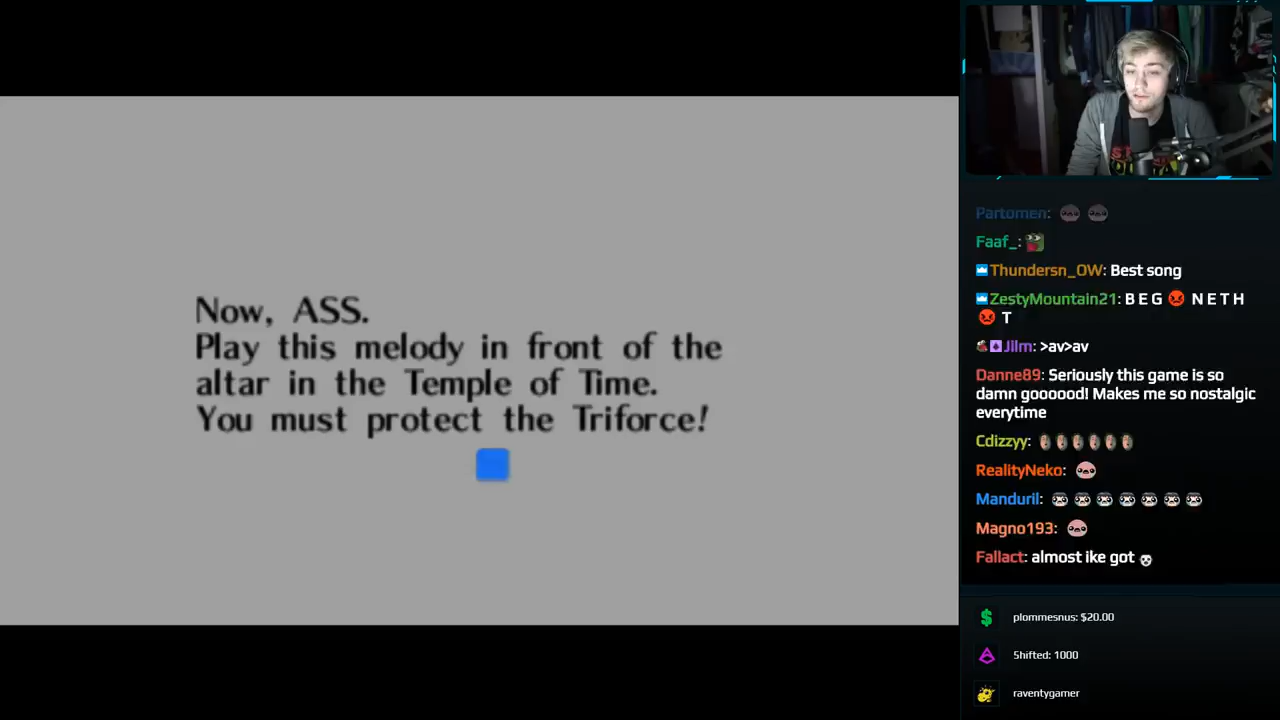 Now, ASS.
Play this melody in front of the
altar in the Temple of Time.
You must protect the Triforce!
Partomen:
Faaf_:
Thundersn_OW: Best song
ZestyMountain21: B E G 😡 N E T H
😡 T
Jilm: >av>av
Danne89: Seriously this game is so
damn goooood! Makes me so nostalgic
everytime
Cdizzyy:
RealityNeko:
Manduril:
Magno193:
Fallact: almost ike got
plommesnus: $20.00
Shifted: 1000
raventygamer